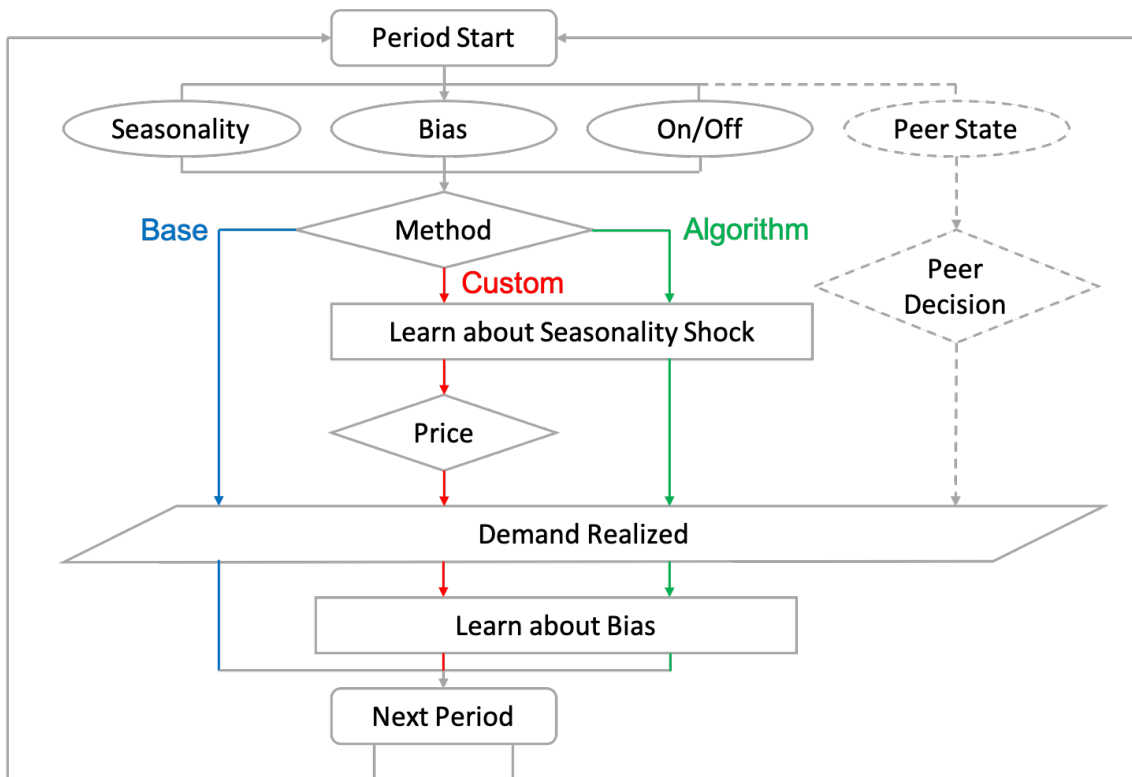 Period Start
Seasonality
Bias
On/Off
Peer State
Base
Method
Algorithm
Custom
Peer
Decision
Learn about Seasonality Shock
Price
Demand Realized
Learn about Bias
Next Period